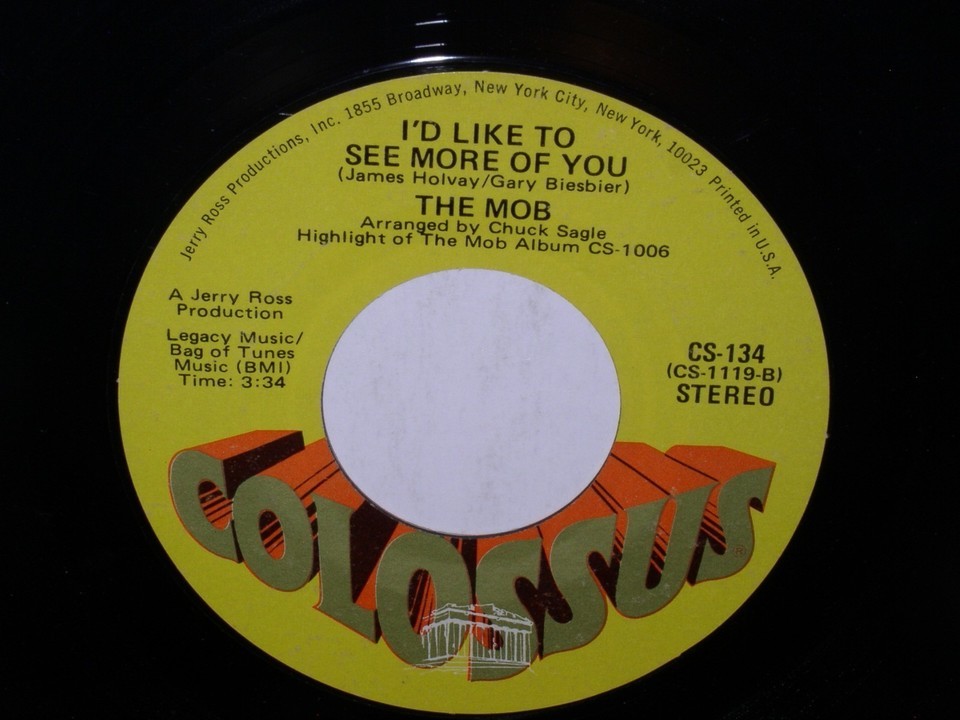 Jerry Ross Productions, Inc. 1855 Broadway, New York City, New York, 10023 Printed in U.S.A.
I'D LIKE TO
SEE MORE OF YOU
(James Holvay/Gary Biesbier)
THE MOB
Arranged by Chuck Sagle
Highlight of The Mob Album CS-1006
A Jerry Ross
Production
Legacy Music/
Bag of Tunes
Music (BMI)
Time: 3:34
CS-134
(CS-1119-B)
STEREO
COLOSSUS
®